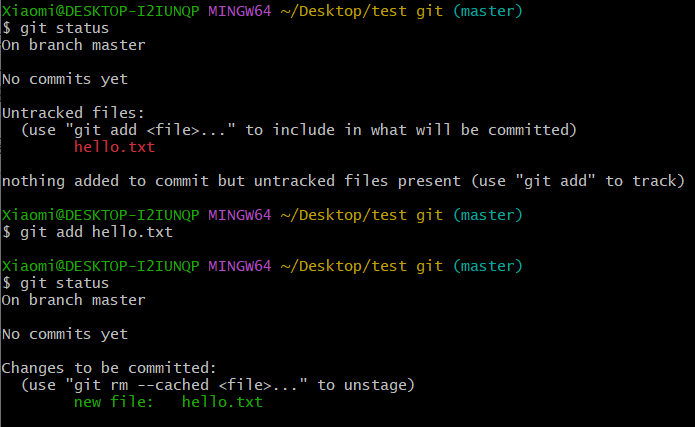 Xiaomi@DESKTOP-I2IUNQP MINGW64 ~/Desktop/test git (master)
$ git status
On branch master
No commits yet
Untracked files:
  (use "git add <file>..." to include in what will be committed)
        hello.txt
nothing added to commit but untracked files present (use "git add" to track)
Xiaomi@DESKTOP-I2IUNQP MINGW64 ~/Desktop/test git (master)
$ git add hello.txt
Xiaomi@DESKTOP-I2IUNQP MINGW64 ~/Desktop/test git (master)
$ git status
On branch master
No commits yet
Changes to be committed:
  (use "git rm --cached <file>..." to unstage)
        new file:   hello.txt